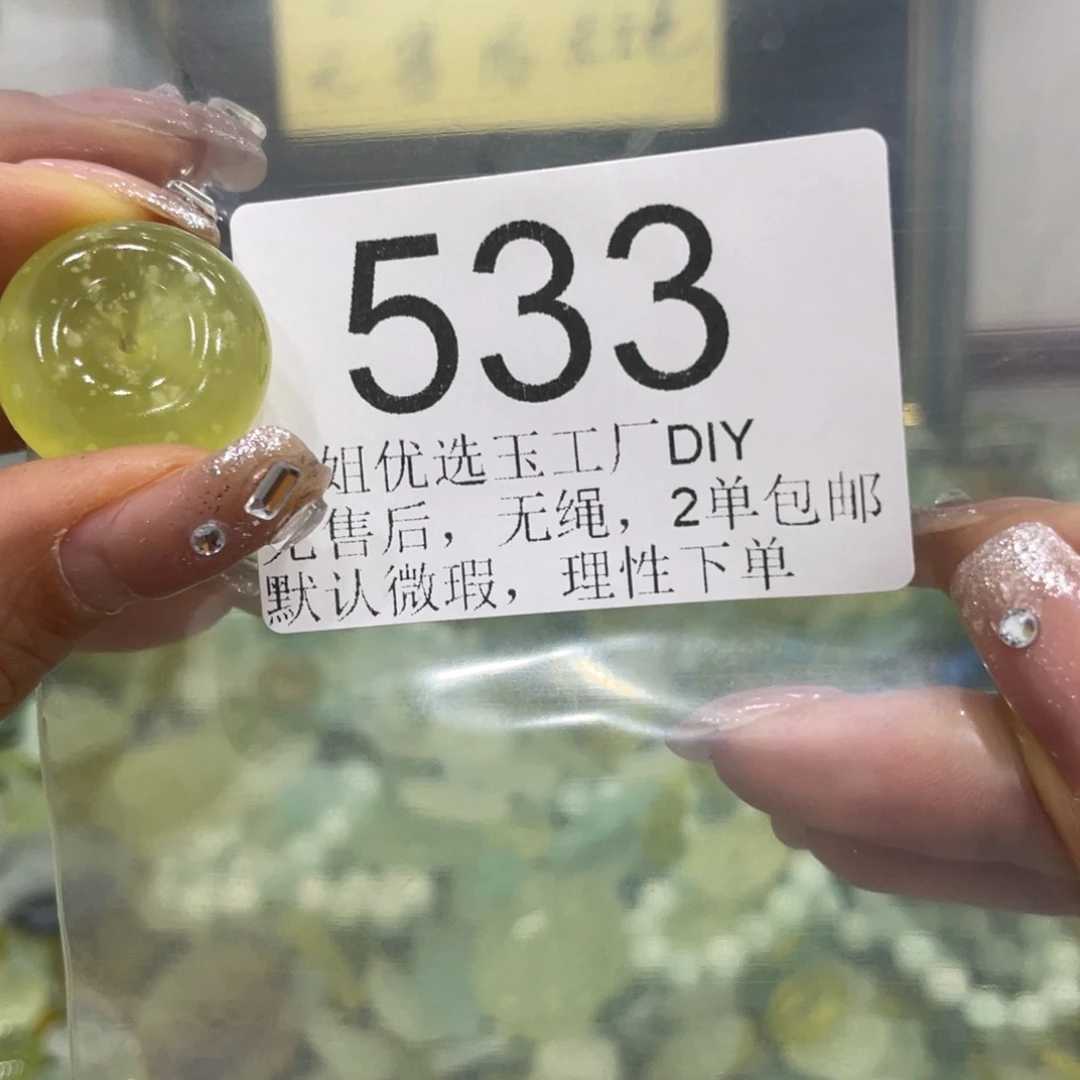 533
姐优选玉工厂DIY
售后，无绳，2单包邮
默认微瑕，理性下单